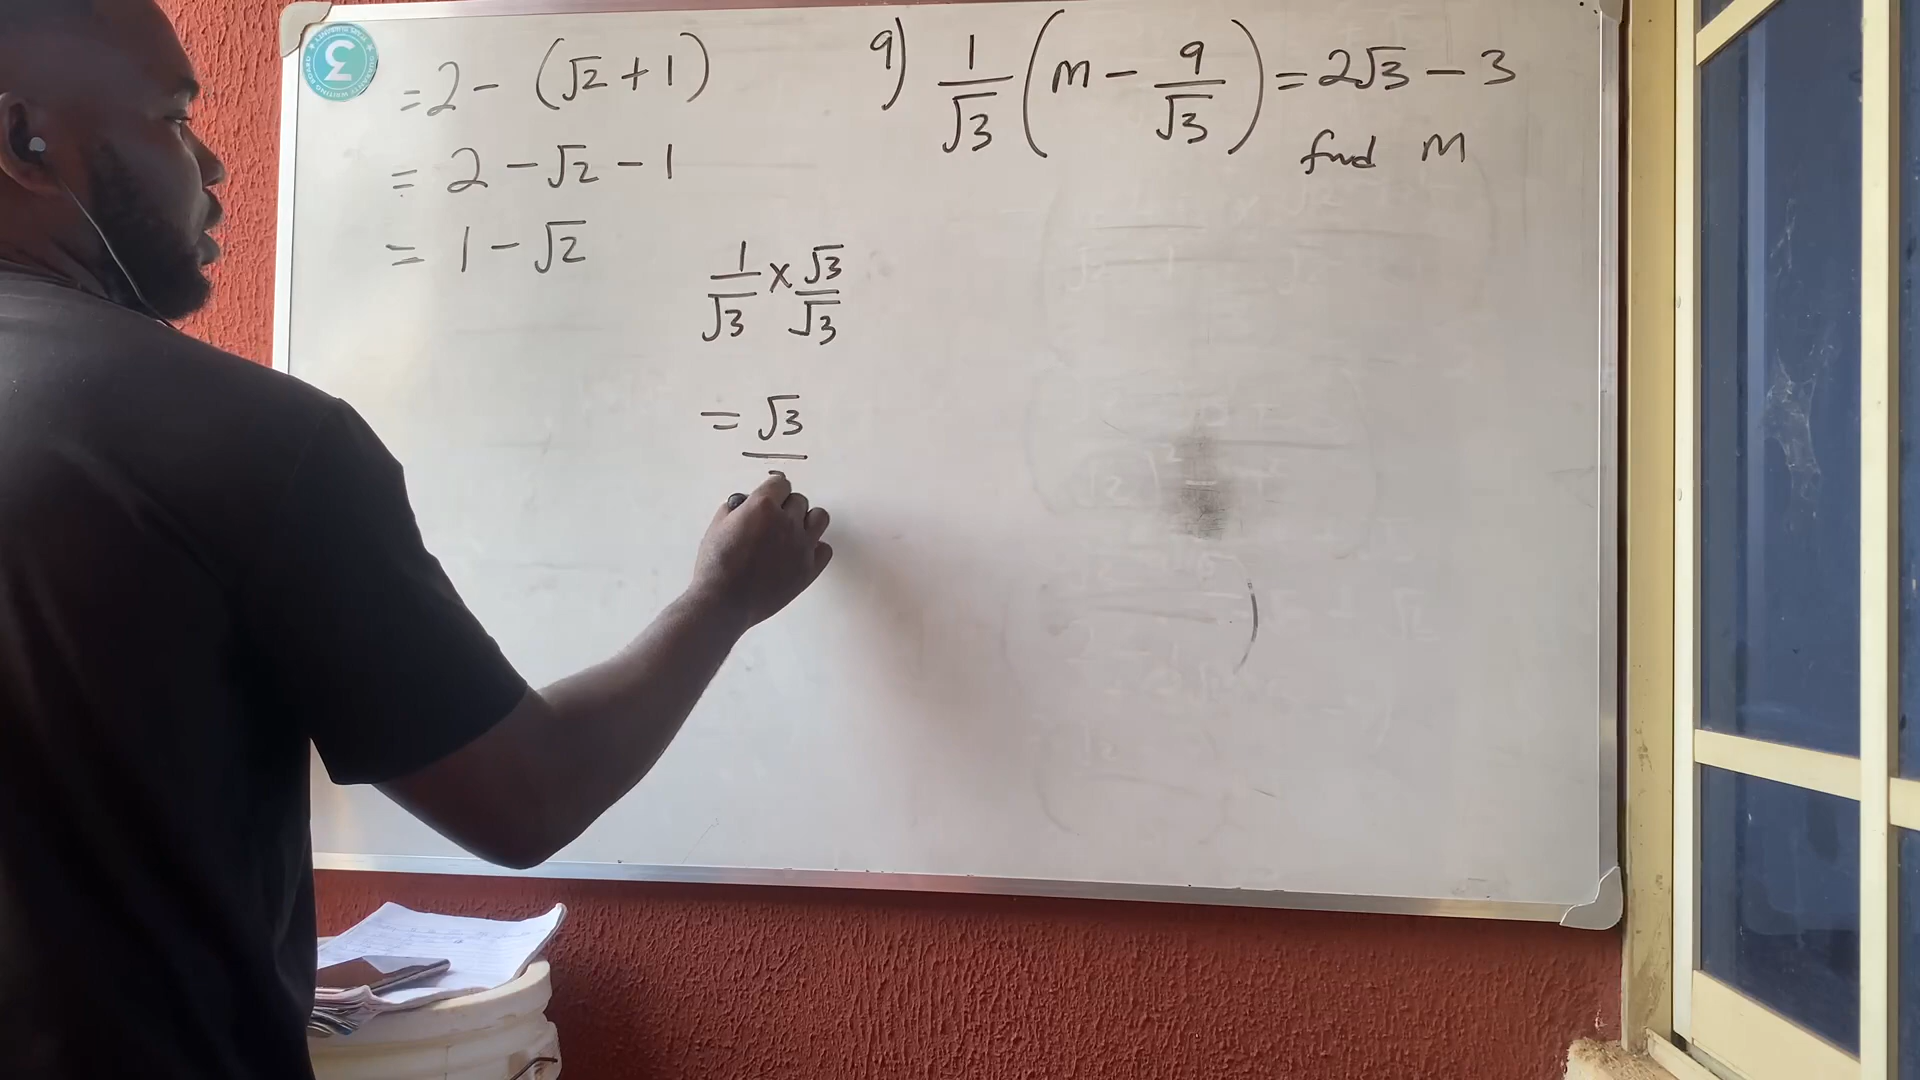 = 2 - (√2 + 1)
= 2 - √2 - 1
= 1 - √2
1/√3 × √3/√3
= √3/
9) 1/√3 (m - 9/√3) = 2√3 - 3
find m